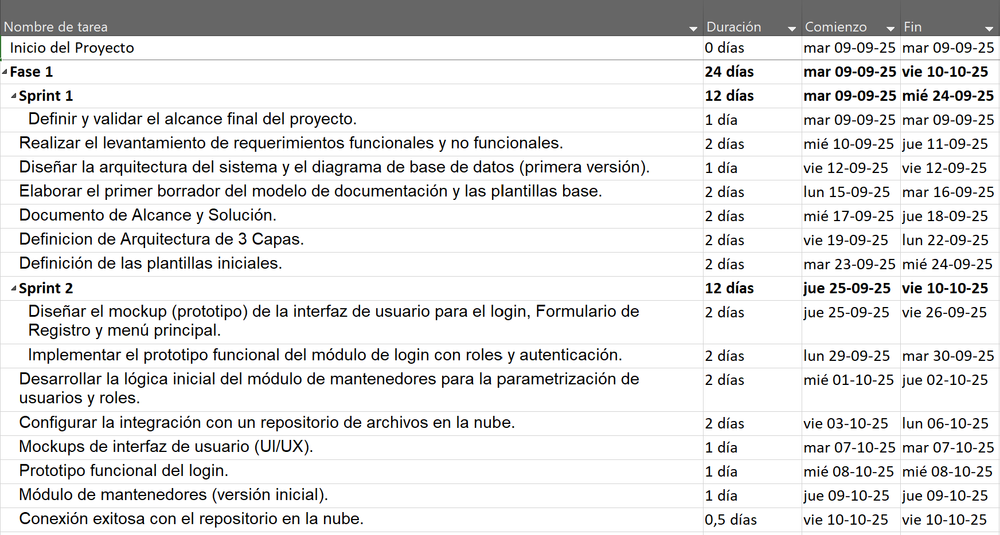 Nombre de tarea Duración Comienzo Fin
Inicio del Proyecto 0 días mar 09-09-25 mar 09-09-25
Fase 1 24 días mar 09-09-25 vie 10-10-25
Sprint 1 12 días mar 09-09-25 mié 24-09-25
Definir y validar el alcance final del proyecto. 1 día mar 09-09-25 mar 09-09-25
Realizar el levantamiento de requerimientos funcionales y no funcionales. 2 días mié 10-09-25 jue 11-09-25
Diseñar la arquitectura del sistema y el diagrama de base de datos (primera versión). 1 día vie 12-09-25 vie 12-09-25
Elaborar el primer borrador del modelo de documentación y las plantillas base. 2 días lun 15-09-25 mar 16-09-25
Documento de Alcance y Solución. 2 días mié 17-09-25 jue 18-09-25
Definicion de Arquitectura de 3 Capas. 2 días vie 19-09-25 lun 22-09-25
Definición de las plantillas iniciales. 2 días mar 23-09-25 mié 24-09-25
Sprint 2 12 días jue 25-09-25 vie 10-10-25
Diseñar el mockup (prototipo) de la interfaz de usuario para el login, Formulario de 2 días jue 25-09-25 vie 26-09-25
Registro y menú principal.
Implementar el prototipo funcional del módulo de login con roles y autenticación. 2 días lun 29-09-25 mar 30-09-25
Desarrollar la lógica inicial del módulo de mantenedores para la parametrización de 2 días mié 01-10-25 jue 02-10-25
usuarios y roles.
Configurar la integración con un repositorio de archivos en la nube. 2 días vie 03-10-25 lun 06-10-25
Mockups de interfaz de usuario (UI/UX). 1 día mar 07-10-25 mar 07-10-25
Prototipo funcional del login. 1 día mié 08-10-25 mié 08-10-25
Módulo de mantenedores (versión inicial). 1 día jue 09-10-25 jue 09-10-25
Conexión exitosa con el repositorio en la nube. 0,5 días vie 10-10-25 vie 10-10-25